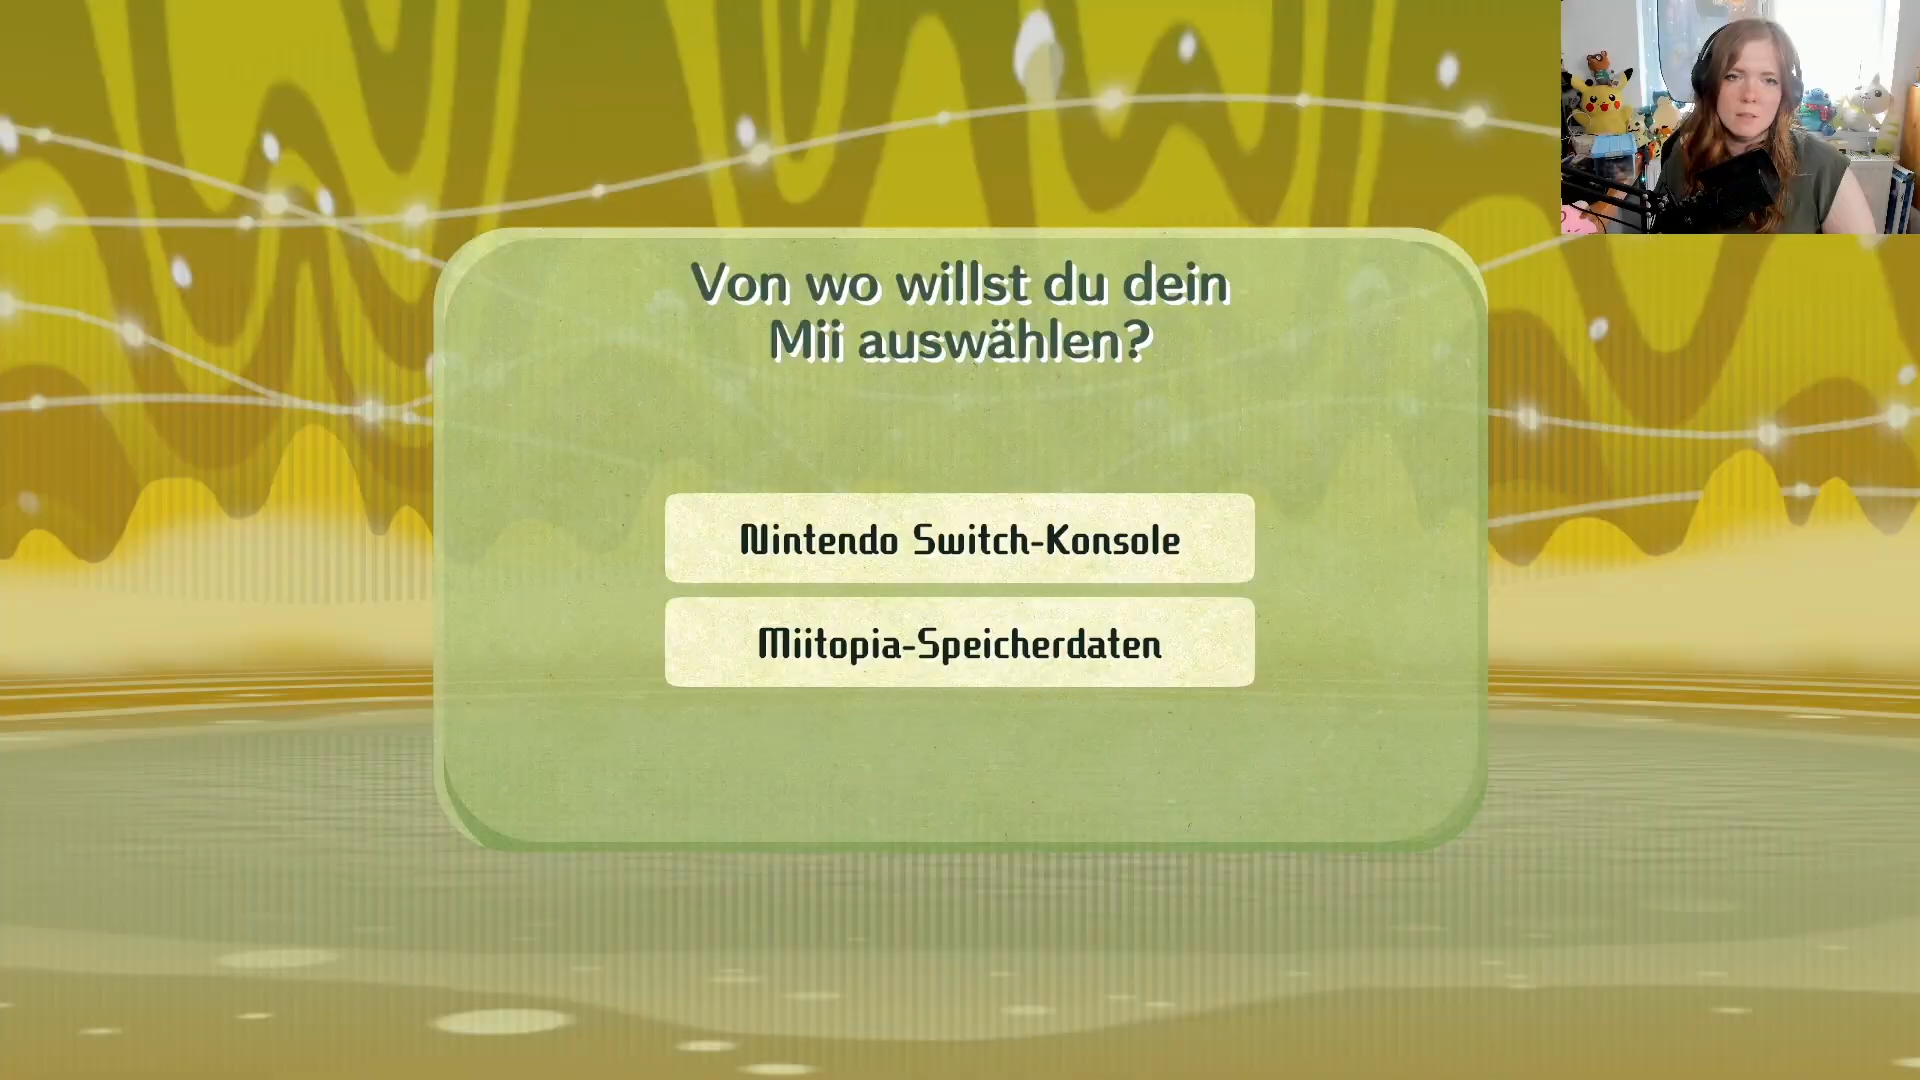 Von wo willst du dein
Mii auswählen?
Nintendo Switch-Konsole
Miitopia-Speicherdaten